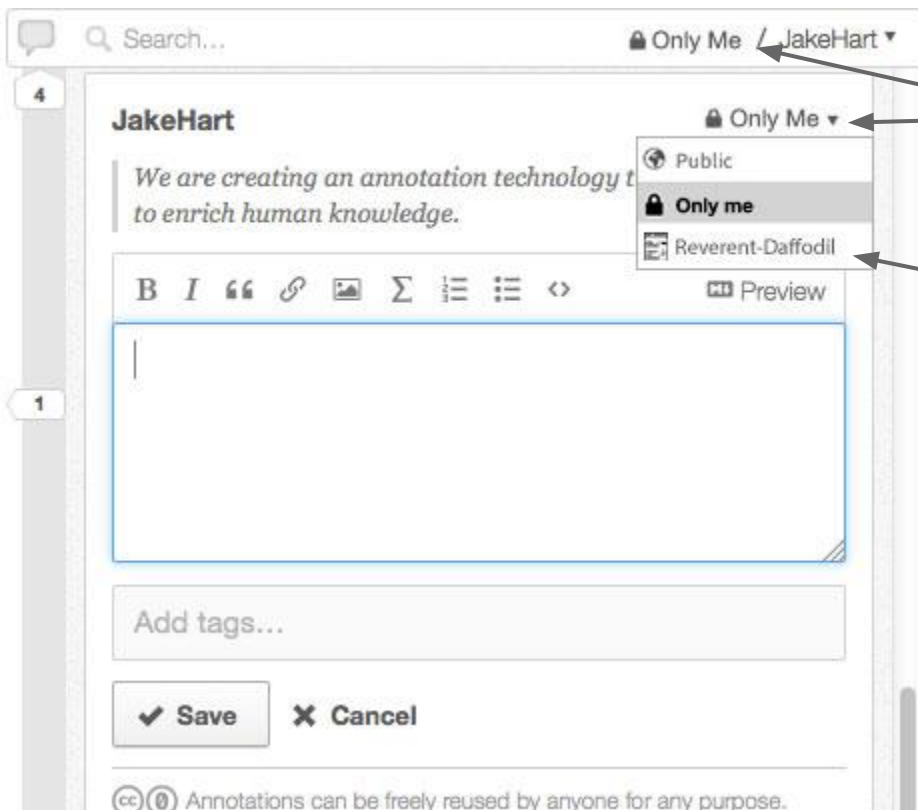 Search... Only Me / JakeHart
4
JakeHart Only Me
We are creating an annotation technology t
to enrich human knowledge.
Public
Only me
Reverent-Daffodil
B I “ Σ <> Preview
1
Add tags...
Save Cancel
Annotations can be freely reused by anyone for any purpose.